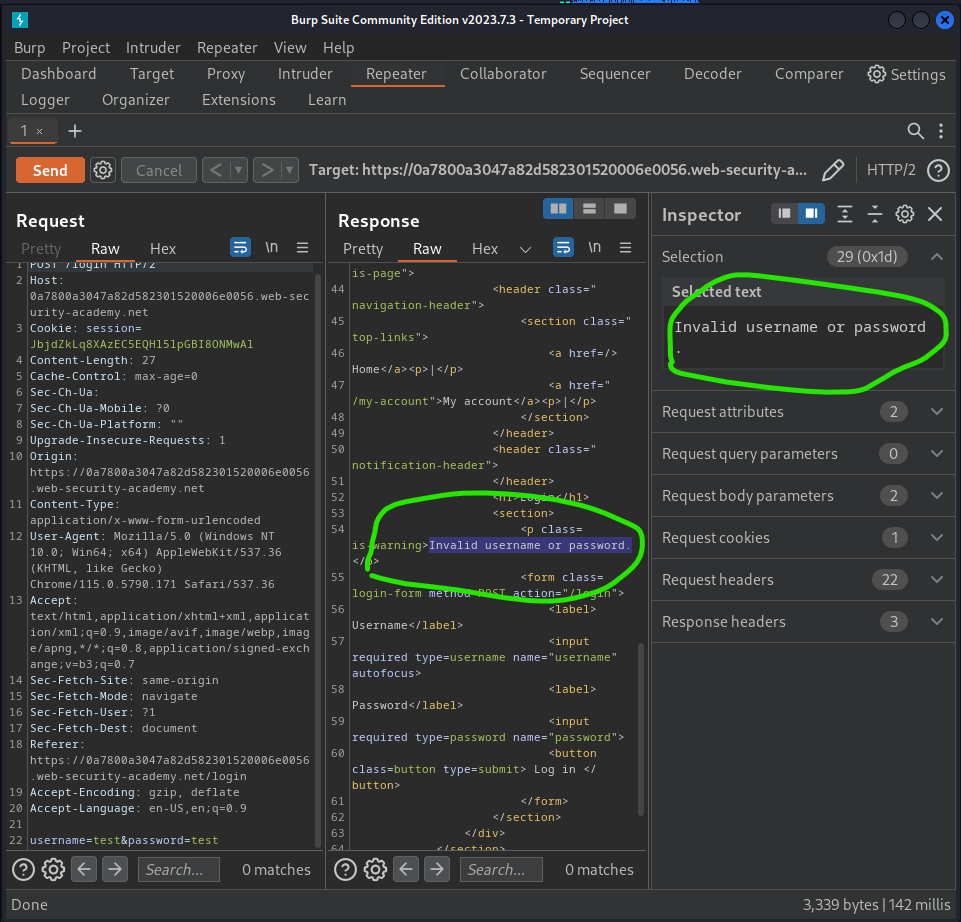 Burp Suite Community Edition v2023.7.3 - Temporary Project
Burp Project Intruder Repeater View Help
Dashboard Target Proxy Intruder Repeater Collaborator Sequencer Decoder Comparer Settings
Logger Organizer Extensions Learn
1 × +
Send Cancel < > Target: https://0a7800a3047a82d582301520006e0056.web-security-a... HTTP/2 ?
Request
Pretty Raw Hex \n
1 POST /login HTTP/2
2 Host:
0a7800a3047a82d582301520006e0056.web-sec
urity-academy.net
3 Cookie: session=
JbjdZkLq8XAzEC5EQH15lpGBI8ONMwAl
4 Content-Length: 27
5 Cache-Control: max-age=0
6 Sec-Ch-Ua:
7 Sec-Ch-Ua-Mobile: ?0
8 Sec-Ch-Ua-Platform: ""
9 Upgrade-Insecure-Requests: 1
10 Origin:
https://0a7800a3047a82d582301520006e0056
.web-security-academy.net
11 Content-Type:
application/x-www-form-urlencoded
12 User-Agent: Mozilla/5.0 (Windows NT
10.0; Win64; x64) AppleWebKit/537.36
(KHTML, like Gecko)
Chrome/115.0.5790.171 Safari/537.36
13 Accept:
text/html,application/xhtml+xml,applicat
ion/xml;q=0.9,image/avif,image/webp,imag
e/apng,*/*;q=0.8,application/signed-exch
ange;v=b3;q=0.7
14 Sec-Fetch-Site: same-origin
15 Sec-Fetch-Mode: navigate
16 Sec-Fetch-User: ?1
17 Sec-Fetch-Dest: document
18 Referer:
https://0a7800a3047a82d582301520006e0056
.web-security-academy.net/login
19 Accept-Encoding: gzip, deflate
20 Accept-Language: en-US,en;q=0.9
21
22 username=test&password=test
? Search... 0 matches
Response
Pretty Raw Hex \n
is-page">
44 <header class="
navigation-header">
45 <section class="
top-links">
46 <a href=/>
Home</a><p>|</p>
47 <a href="
/my-account">My account</a><p>|</p>
48 </section>
49 </header>
50 <header class="
notification-header">
51 </header>
52 <h1>Login</h1>
53 <section>
54 <p class=
is-warning>Invalid username or password.
</p>
55 <form class=
login-form method=POST action="/login">
56 <label>
Username</label>
57 <input
required type=username name="username"
autofocus>
58 <label>
Password</label>
59 <input
required type=password name="password">
60 <button
class=button type=submit> Log in </
button>
61 </form>
62 </section>
63 </div>
64 </section>
? Search... 0 matches
Inspector
Selection 29 (0x1d)
Selected text
Invalid username or password
.
Request attributes 2
Request query parameters 0
Request body parameters 2
Request cookies 1
Request headers 22
Response headers 3
Done 3,339 bytes | 142 millis